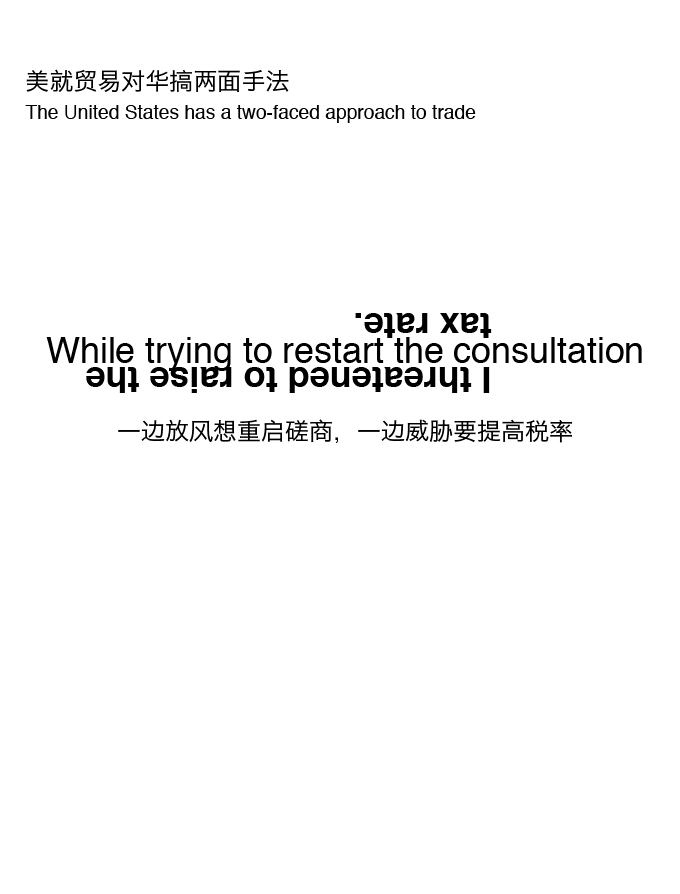 美就贸易对华搞两面手法
The United States has a two-faced approach to trade
While trying to restart the consultation
I threatened to raise the
tax rate.
一边放风想重启磋商，一边威胁要提高税率